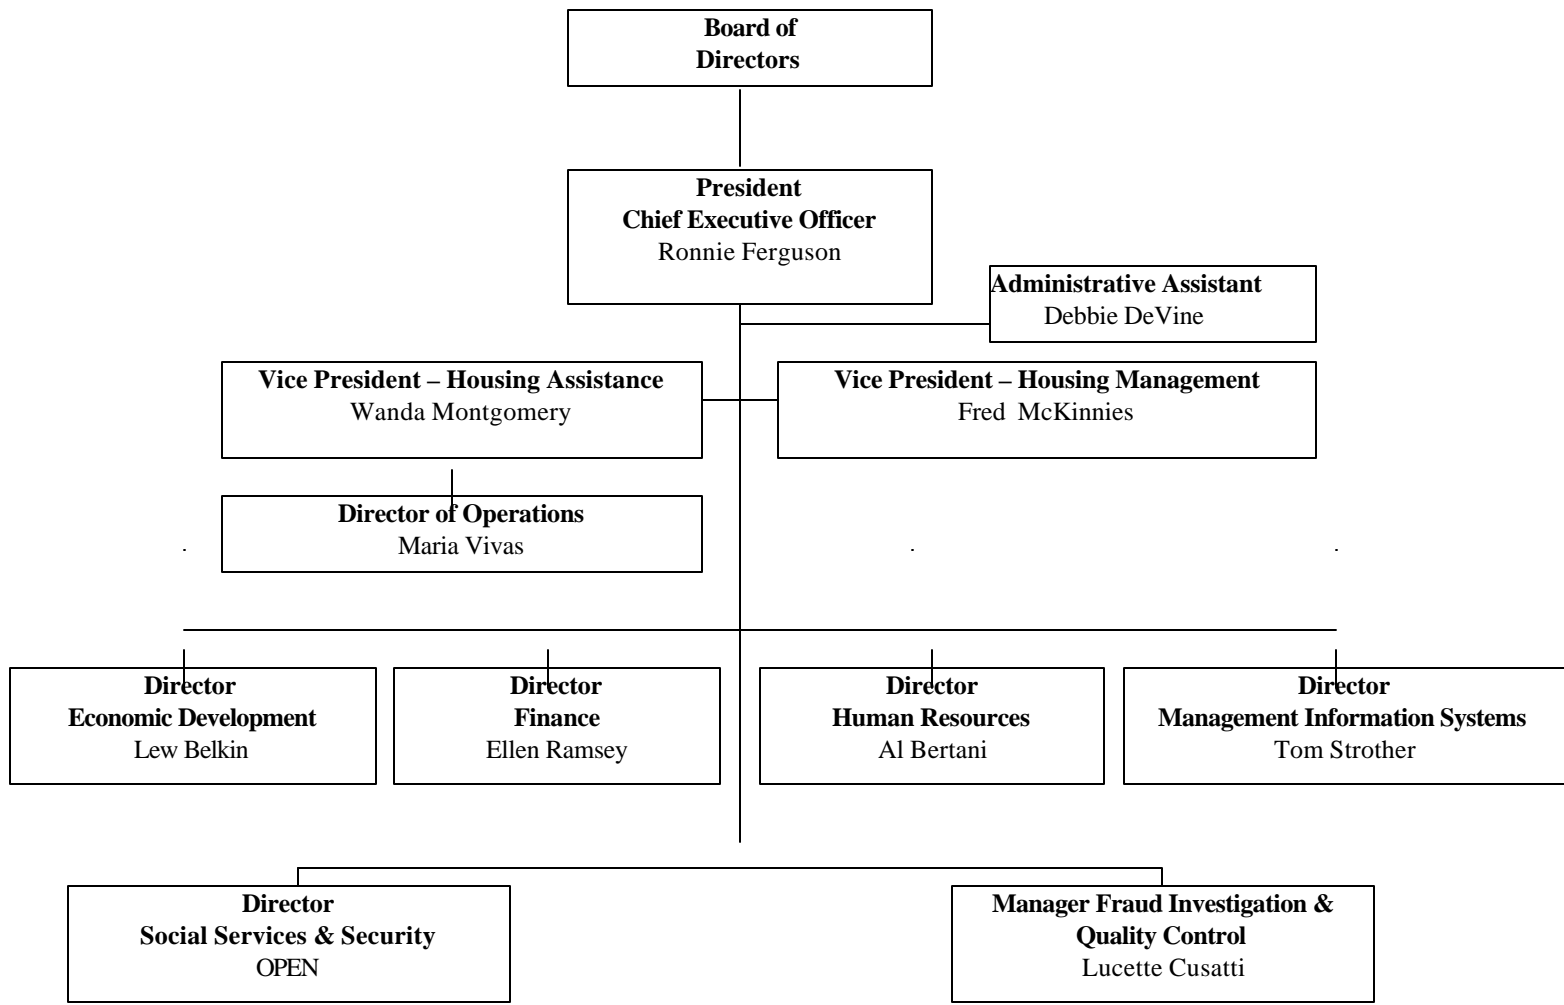 Board of
Directors
President
Chief Executive Officer
Ronnie Ferguson
Administrative Assistant
Debbie DeVine
Vice President – Housing Assistance
Wanda Montgomery
Vice President – Housing Management
Fred McKinnies
Director of Operations
Maria Vivas
Director
Economic Development
Lew Belkin
Director
Finance
Ellen Ramsey
Director
Human Resources
Al Bertani
Director
Management Information Systems
Tom Strother
Director
Social Services & Security
OPEN
Manager Fraud Investigation &
Quality Control
Lucette Cusatti